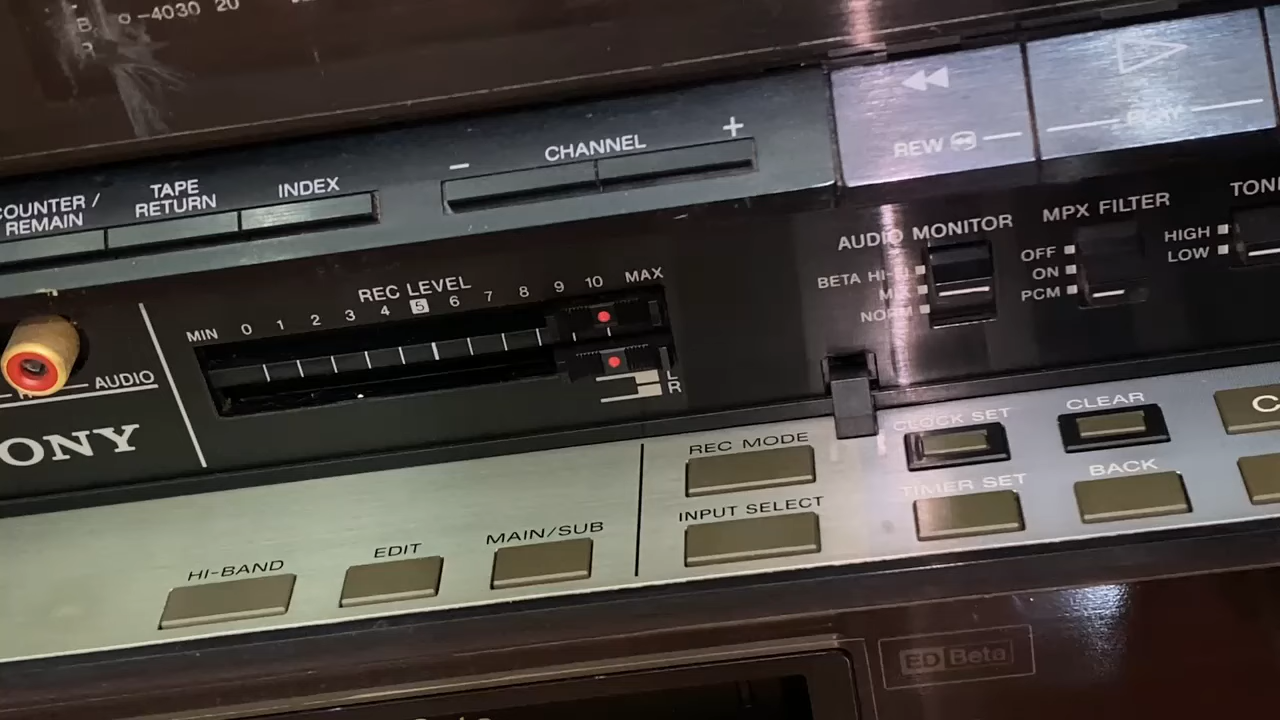 -4030 20
REW
CHANNEL
- +
COUNTER / REMAIN
TAPE RETURN
INDEX
AUDIO MONITOR
BETA HI-FI
MIX
NORM
MPX FILTER
OFF
ON
PCM
HIGH
LOW
REC LEVEL
MIN 0 1 2 3 4 5 6 7 8 9 10 MAX
L
R
AUDIO
SONY
REC MODE
INPUT SELECT
CLOCK SET
CLEAR
TIMER SET
BACK
HI-BAND
EDIT
MAIN/SUB
ED Beta